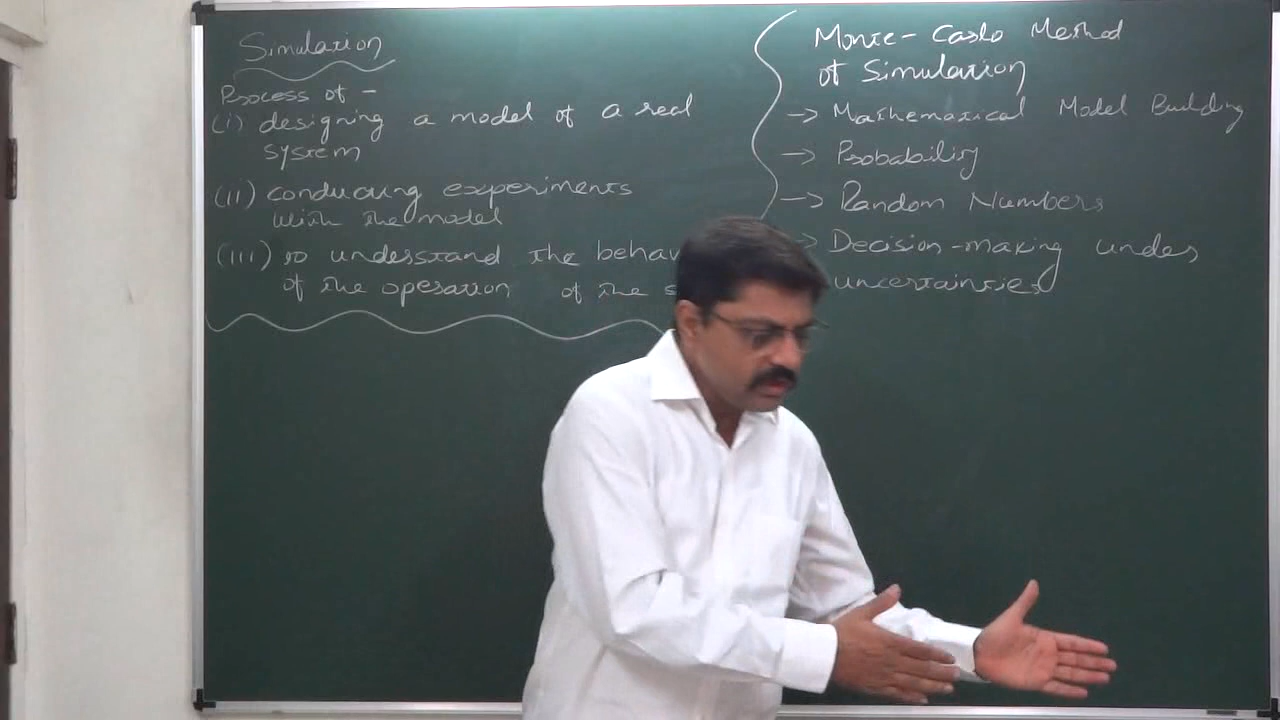 Simulation
Process of -
(i) designing a model of a real
system
(ii) conducting experiments
with the model
(iii) to understand the behav
of the operation of the s
Monte-Carlo Method
of Simulation
→ Mathematical Model Building
→ Probability
→ Random Numbers
→ Decision-making under
uncertainties